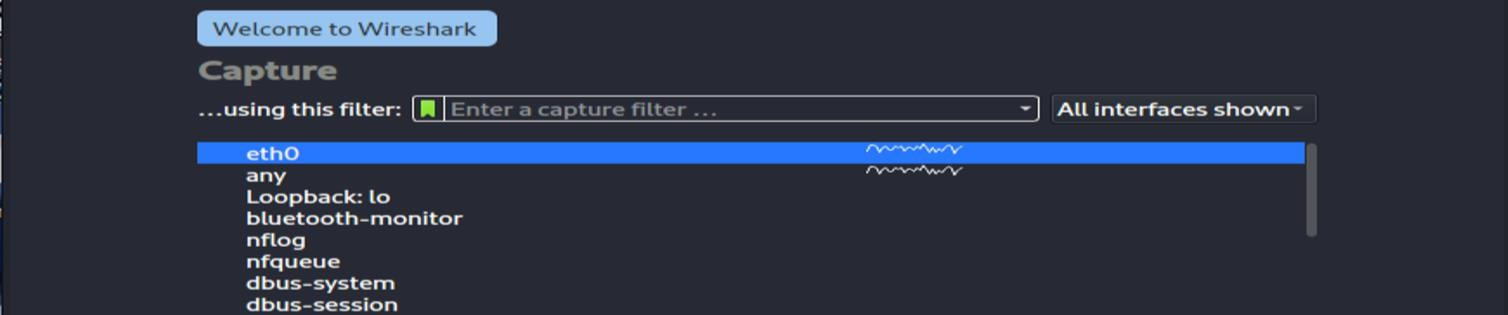 Welcome to Wireshark
Capture
...using this filter: Enter a capture filter ... All interfaces shown
eth0
any
Loopback: lo
bluetooth-monitor
nflog
nfqueue
dbus-system
dbus-session